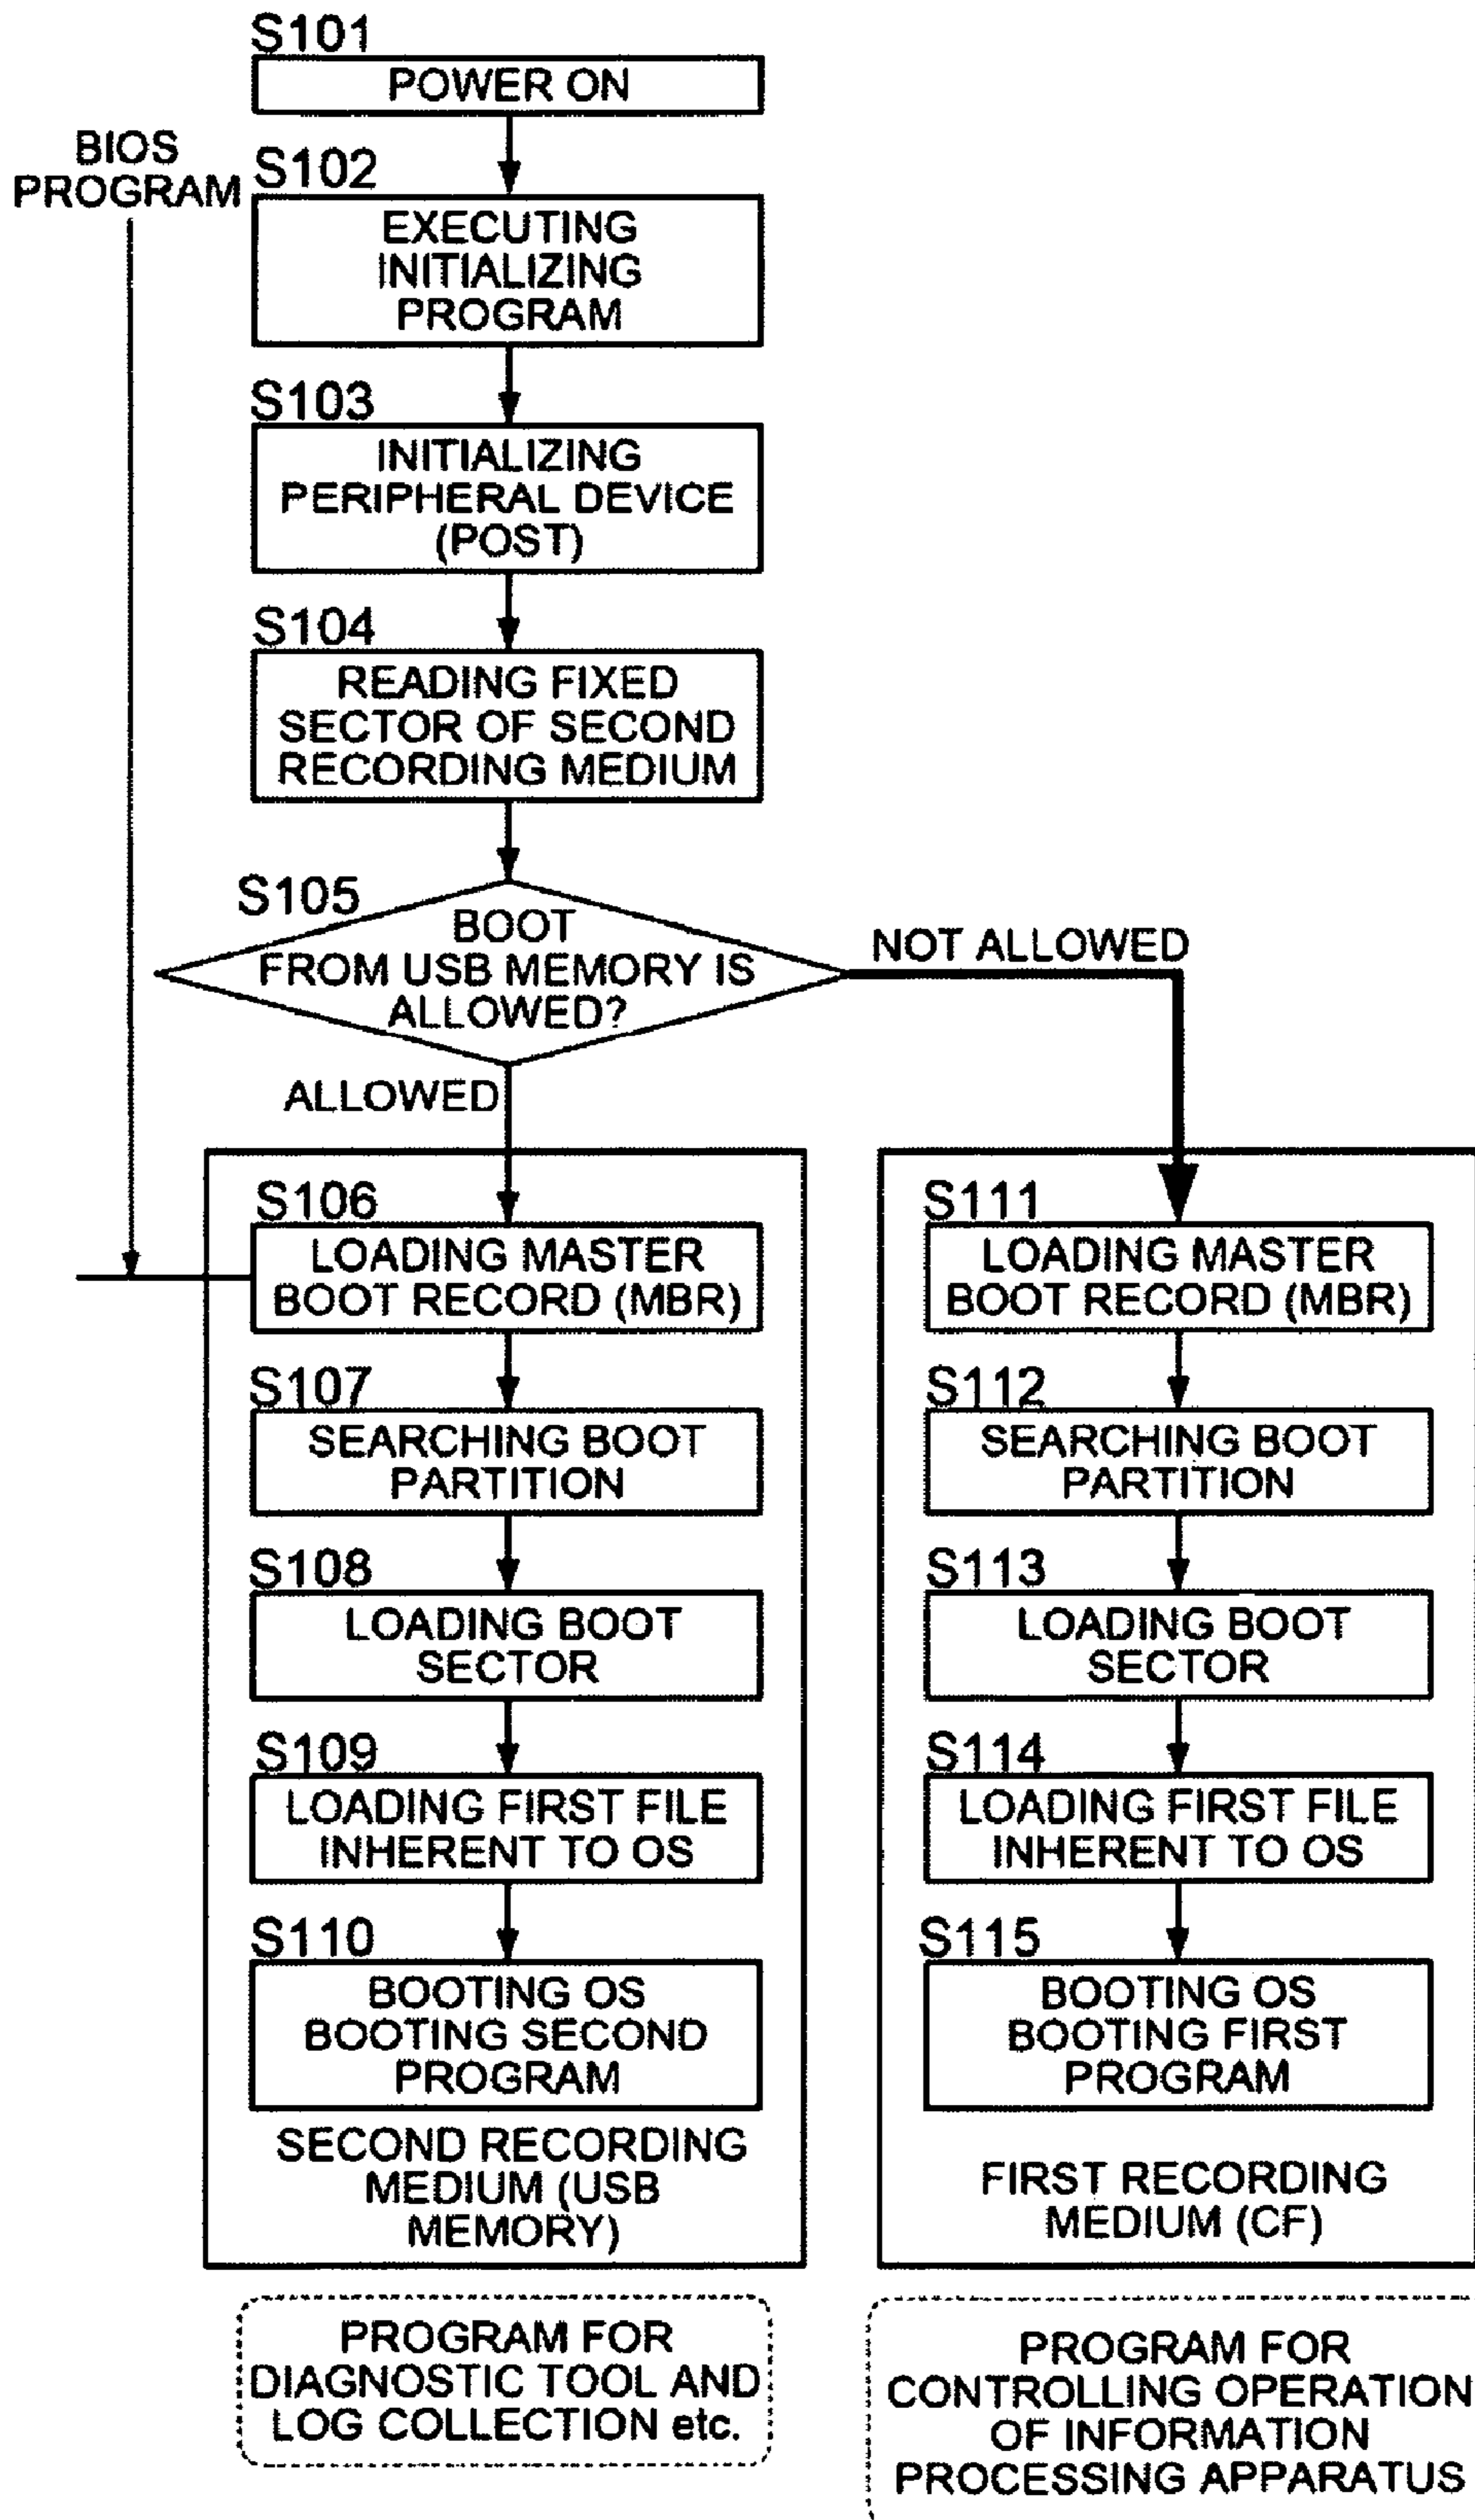 S101
POWER ON
BIOS
PROGRAM
S102
EXECUTING
INITIALIZING
PROGRAM
S103
INITIALIZING
PERIPHERAL DEVICE
(POST)
S104
READING FIXED
SECTOR OF SECOND
RECORDING MEDIUM
S105
BOOT
FROM USB MEMORY IS
ALLOWED?
NOT ALLOWED
ALLOWED
S106
LOADING MASTER
BOOT RECORD (MBR)
S107
SEARCHING BOOT
PARTITION
S108
LOADING BOOT
SECTOR
S109
LOADING FIRST FILE
INHERENT TO OS
S110
BOOTING OS
BOOTING SECOND
PROGRAM
SECOND RECORDING
MEDIUM (USB
MEMORY)
PROGRAM FOR
DIAGNOSTIC TOOL AND
LOG COLLECTION etc.
S111
LOADING MASTER
BOOT RECORD (MBR)
S112
SEARCHING BOOT
PARTITION
S113
LOADING BOOT
SECTOR
S114
LOADING FIRST FILE
INHERENT TO OS
S115
BOOTING OS
BOOTING FIRST
PROGRAM
FIRST RECORDING
MEDIUM (CF)
PROGRAM FOR
CONTROLLING OPERATION
OF INFORMATION
PROCESSING APPARATUS